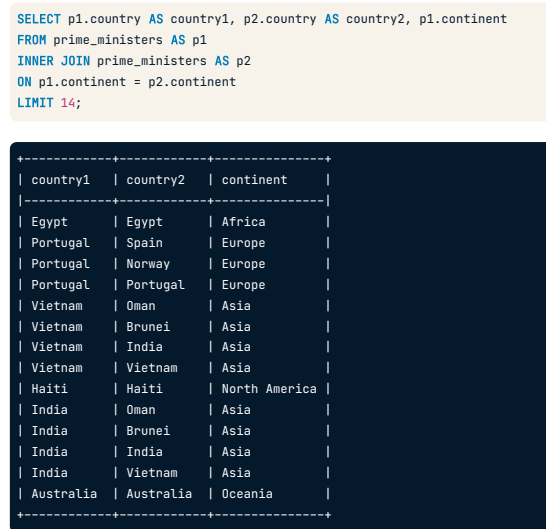 SELECT p1.country AS country1, p2.country AS country2, p1.continent
FROM prime_ministers AS p1
INNER JOIN prime_ministers AS p2
ON p1.continent = p2.continent
LIMIT 14;
+------------+------------+---------------+
| country1   | country2   | continent     |
|------------+------------+---------------|
| Egypt      | Egypt      | Africa        |
| Portugal   | Spain      | Europe        |
| Portugal   | Norway     | Europe        |
| Portugal   | Portugal   | Europe        |
| Vietnam    | Oman       | Asia          |
| Vietnam    | Brunei     | Asia          |
| Vietnam    | India      | Asia          |
| Vietnam    | Vietnam    | Asia          |
| Haiti      | Haiti      | North America |
| India      | Oman       | Asia          |
| India      | Brunei     | Asia          |
| India      | India      | Asia          |
| India      | Vietnam    | Asia          |
| Australia  | Australia  | Oceania       |
+------------+------------+---------------+